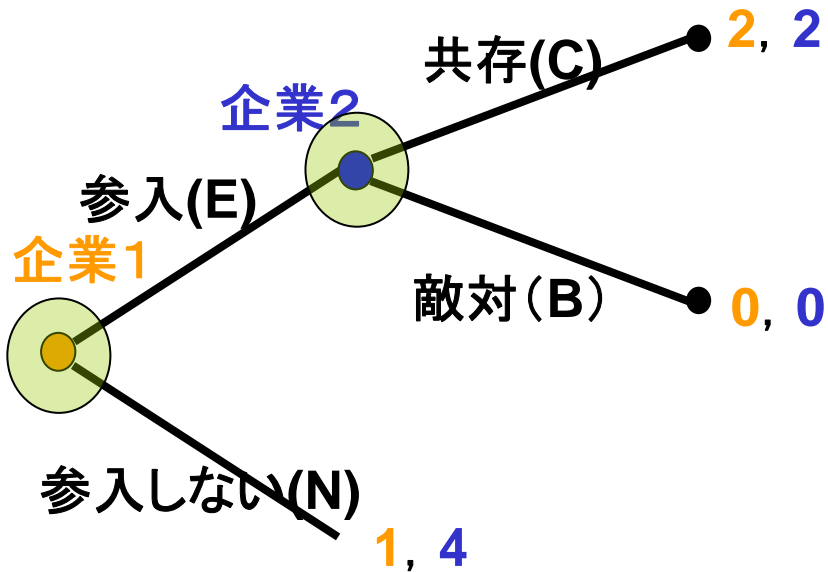 2, 2
共存(C)
企業２
参入(E)
企業１
敵対（B）
0, 0
参入しない(N)
1, 4